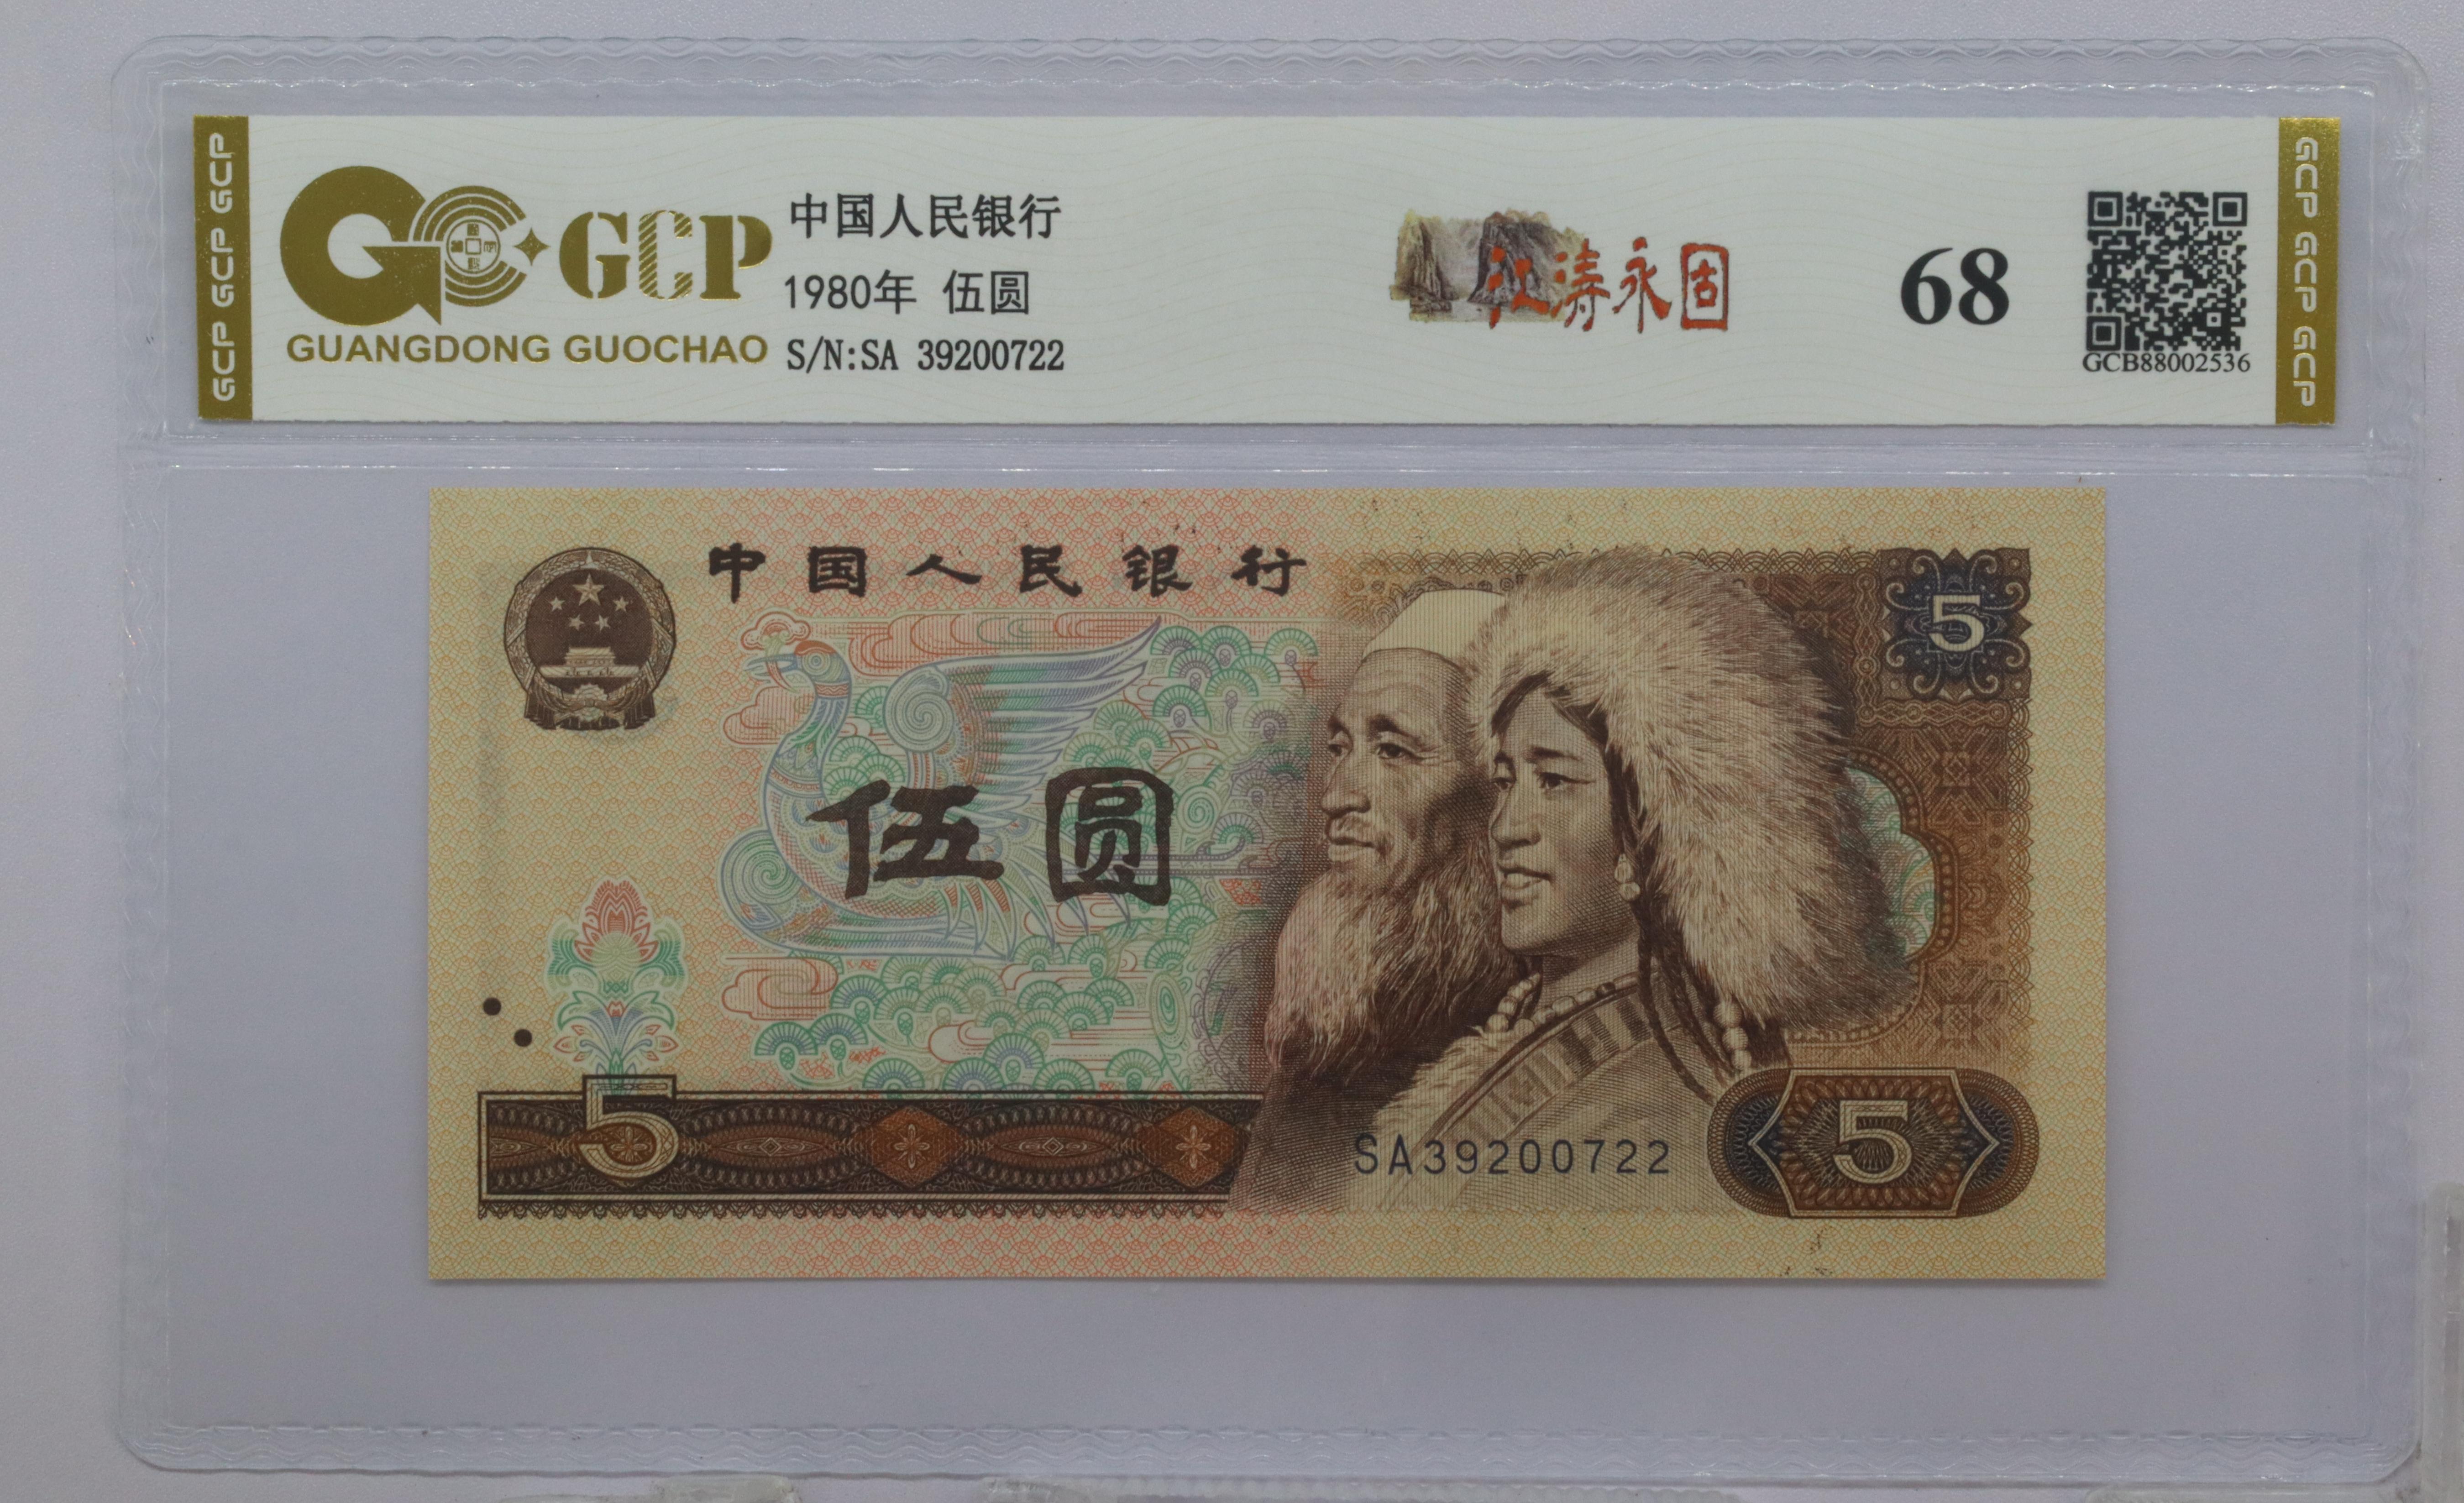 GCP GCP GCP
GCP
GUANGDONG GUOCHAO
中国人民银行
1980年 伍圆
S/N:SA 39200722
江涛永固
68
GCB88002536
GCP GCP GCP
中国人民银行
5
伍圆
5
SA39200722
5